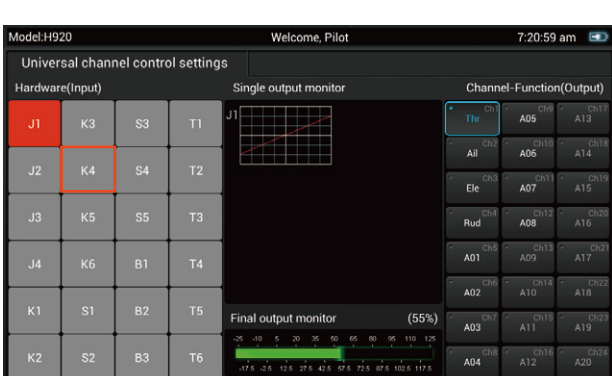 Model:H920 Welcome, Pilot 7:20:59 am
Universal channel control settings
Hardware(Input) Single output monitor Channel-Function(Output)
J1 K3 S3 T1
J2 K4 S4 T2
J3 K5 S5 T3
J4 K6 B1 T4
K1 S1 B2 T5
K2 S2 B3 T6
J1
Final output monitor (55%)
-25 -10 5 20 35 50 65 80 95 110 125
-17.5 -2.5 12.5 27.5 42.5 57.5 72.5 87.5 102.5 117.5
Ch1 Ch9 Ch17
Thr A05 A13
Ch2 Ch10 Ch18
Ail A06 A14
Ch3 Ch11 Ch19
Ele A07 A15
Ch4 Ch12 Ch20
Rud A08 A16
Ch5 Ch13 Ch21
A01 A09 A17
Ch6 Ch14 Ch22
A02 A10 A18
Ch7 Ch15 Ch23
A03 A11 A19
Ch8 Ch16 Ch24
A04 A12 A20